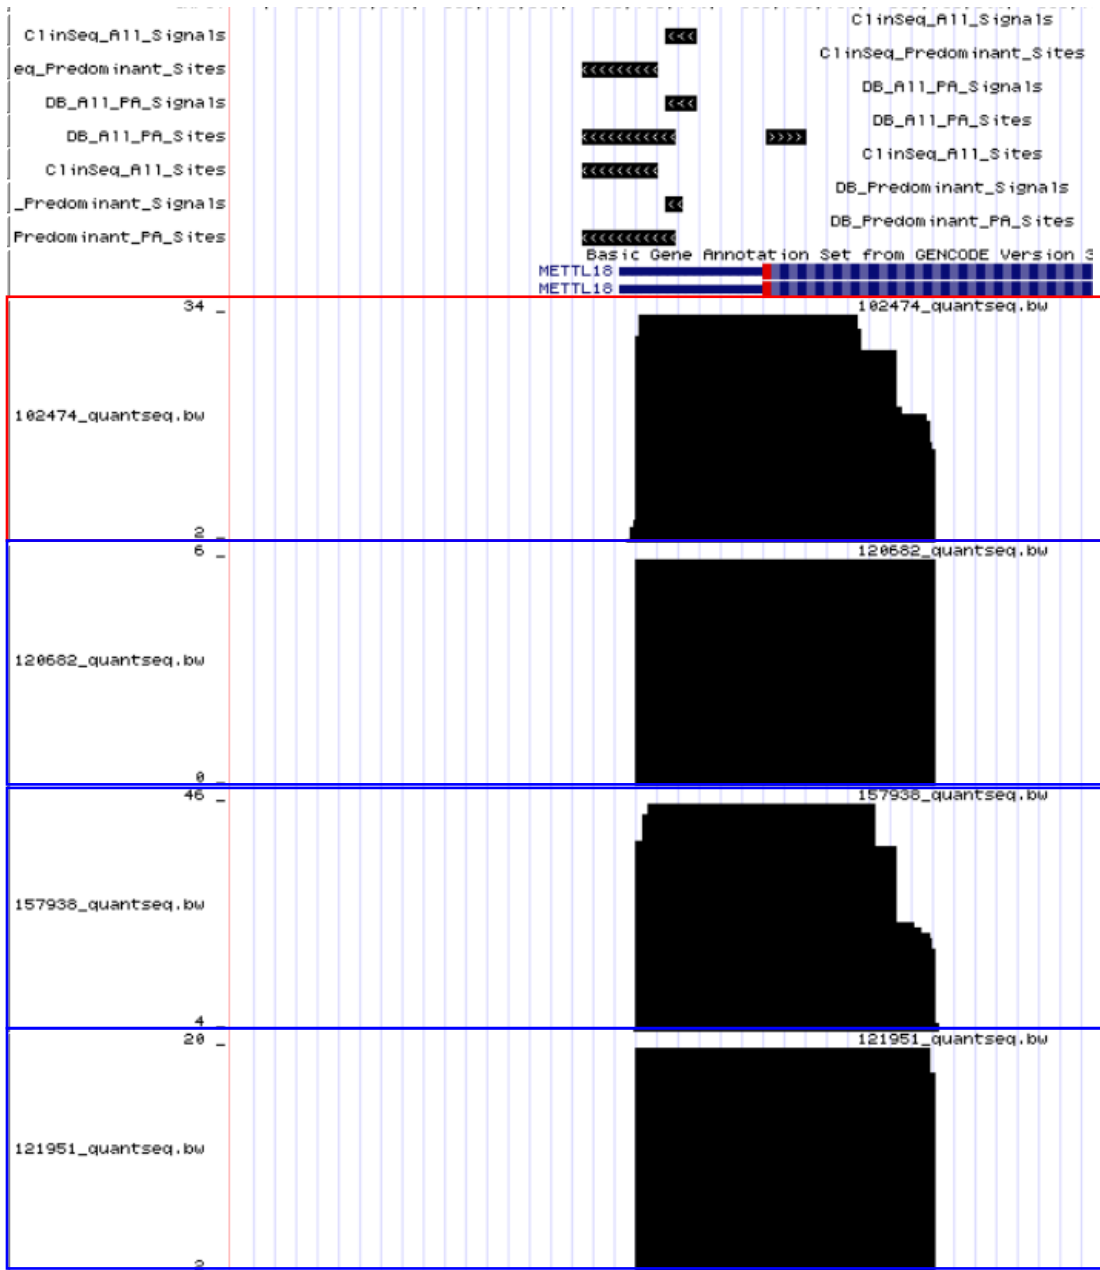 ClinSeq_All_Signals
ClinSeq_All_Signals
ClinSeq_Predominant_Sites
eq_Predominant_Sites
DB_All_PA_Signals
DB_All_PA_Signals
DB_All_PA_Sites
DB_All_PA_Sites
ClinSeq_All_Sites
ClinSeq_All_Sites
DB_Predominant_Signals
_Predominant_Signals
DB_Predominant_PA_Sites
Predominant_PA_Sites
Basic Gene Annotation Set from GENCODE Version 3
METTL18
METTL18
34 _ 102474_quantseq.bw
102474_quantseq.bw
2 _
6 _ 120682_quantseq.bw
120682_quantseq.bw
0 _
46 _ 157938_quantseq.bw
157938_quantseq.bw
4 _
20 _ 121951_quantseq.bw
121951_quantseq.bw
2 _